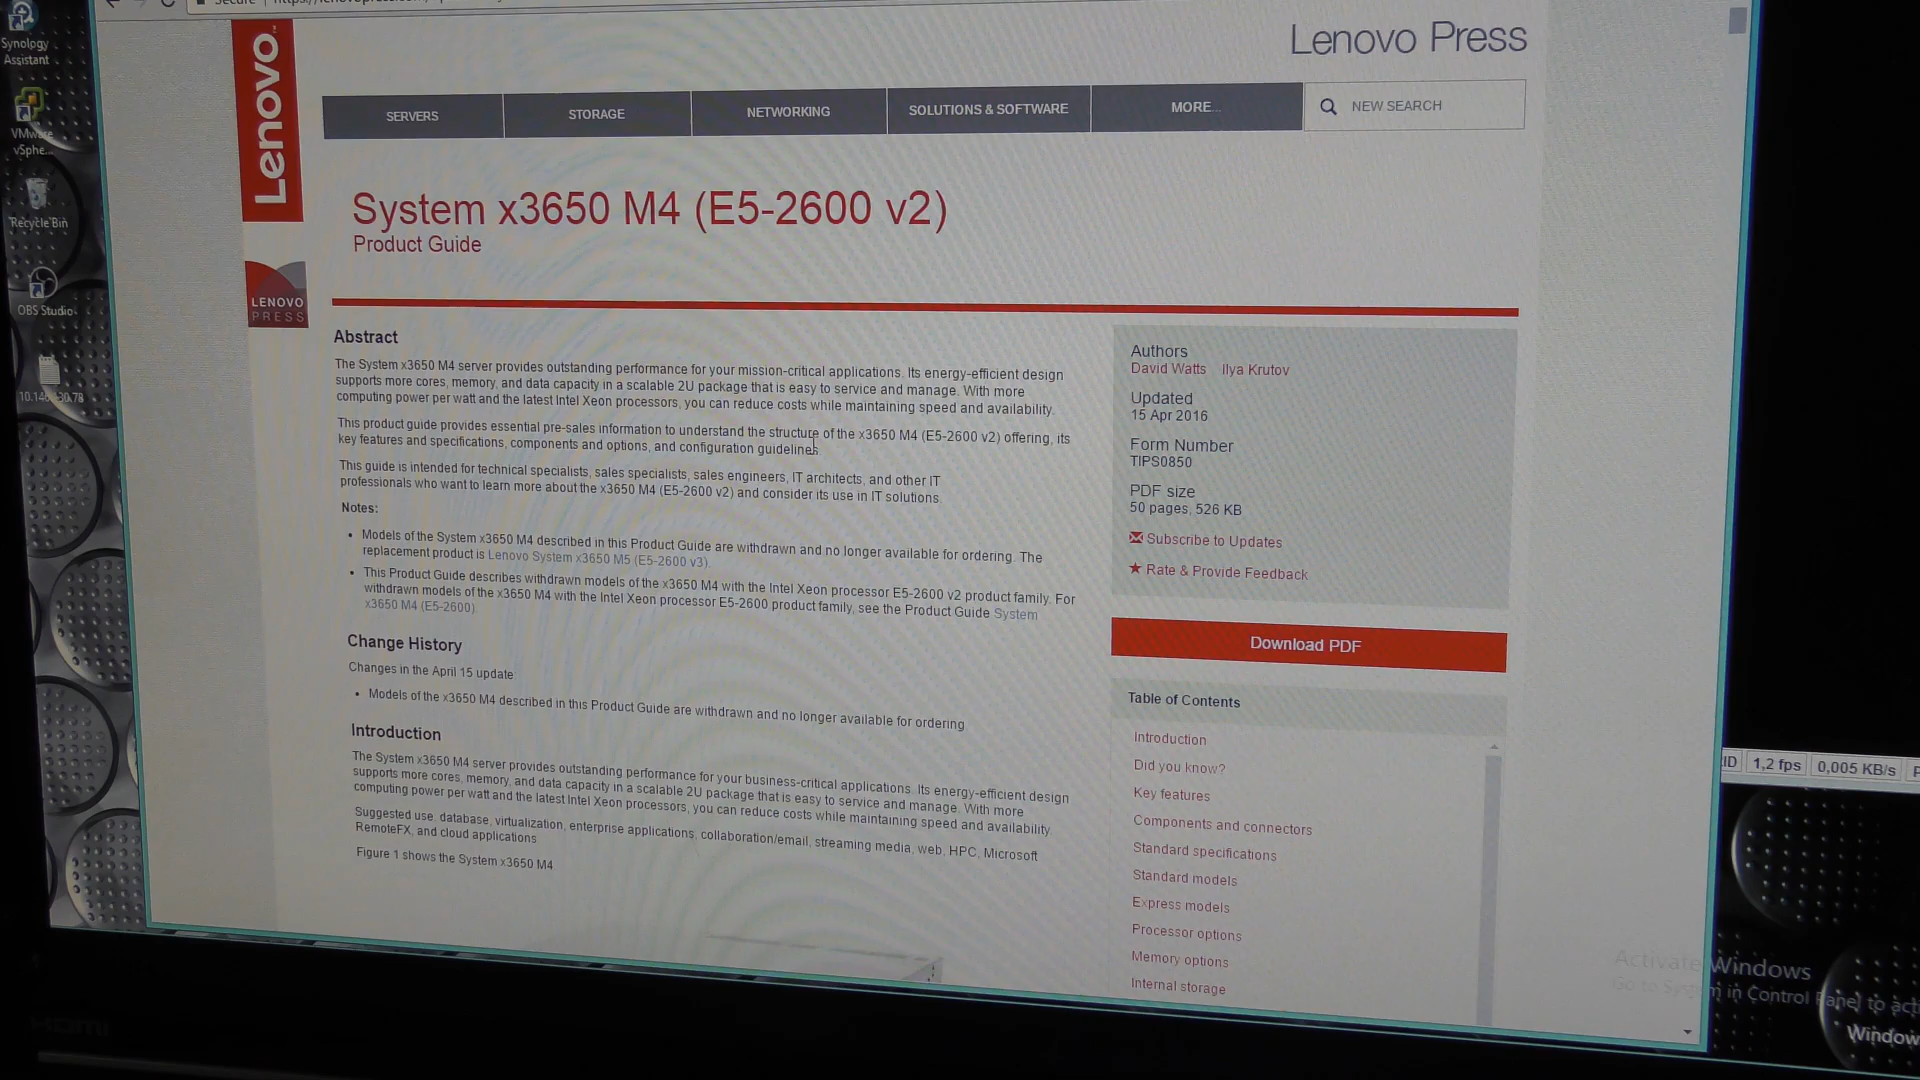 Synology
Assistant
VMware
vSphe...
Recycle Bin
OBS Studio
Secure
Lenovo
Lenovo Press
SERVERS
STORAGE
NETWORKING
SOLUTIONS & SOFTWARE
MORE...
NEW SEARCH
System x3650 M4 (E5-2600 v2)
Product Guide
LENOVO
PRESS
Abstract
The System x3650 M4 server provides outstanding performance for your mission-critical applications. Its energy-efficient design
supports more cores, memory, and data capacity in a scalable 2U package that is easy to service and manage. With more
computing power per watt and the latest Intel Xeon processors, you can reduce costs while maintaining speed and availability.
This product guide provides essential pre-sales information to understand the structure of the x3650 M4 (E5-2600 v2) offering, its
key features and specifications, components and options, and configuration guidelines
This guide is intended for technical specialists, sales specialists, sales engineers, IT architects, and other IT
professionals who want to learn more about the x3650 M4 (E5-2600 v2) and consider its use in IT solutions
Notes:
• Models of the System x3650 M4 described in this Product Guide are withdrawn and no longer available for ordering. The
replacement product is Lenovo System x3650 M5 (E5-2600 v3).
• This Product Guide describes withdrawn models of the x3650 M4 with the Intel Xeon processor E5-2600 v2 product family. For
withdrawn models of the x3650 M4 with the Intel Xeon processor E5-2600 product family, see the Product Guide System
x3650 M4 (E5-2600)
Change History
Changes in the April 15 update
• Models of the x3650 M4 described in this Product Guide are withdrawn and no longer available for ordering
Introduction
The System x3650 M4 server provides outstanding performance for your business-critical applications. Its energy-efficient design
supports more cores, memory, and data capacity in a scalable 2U package that is easy to service and manage. With more
computing power per watt and the latest Intel Xeon processors, you can reduce costs while maintaining speed and availability.
Suggested use: database, virtualization, enterprise applications, collaboration/email, streaming media, web, HPC, Microsoft
RemoteFX, and cloud applications
Figure 1 shows the System x3650 M4
Authors
David Watts Ilya Krutov
Updated
15 Apr 2016
Form Number
TIPS0850
PDF size
50 pages, 526 KB
Subscribe to Updates
Rate & Provide Feedback
Download PDF
Table of Contents
Introduction
Did you know?
Key features
Components and connectors
Standard specifications
Standard models
Express models
Processor options
Memory options
Internal storage
1,2 fps
0,005 KB/s
Activate Windows
Go to System in Control Panel to acti
Window
HDMI